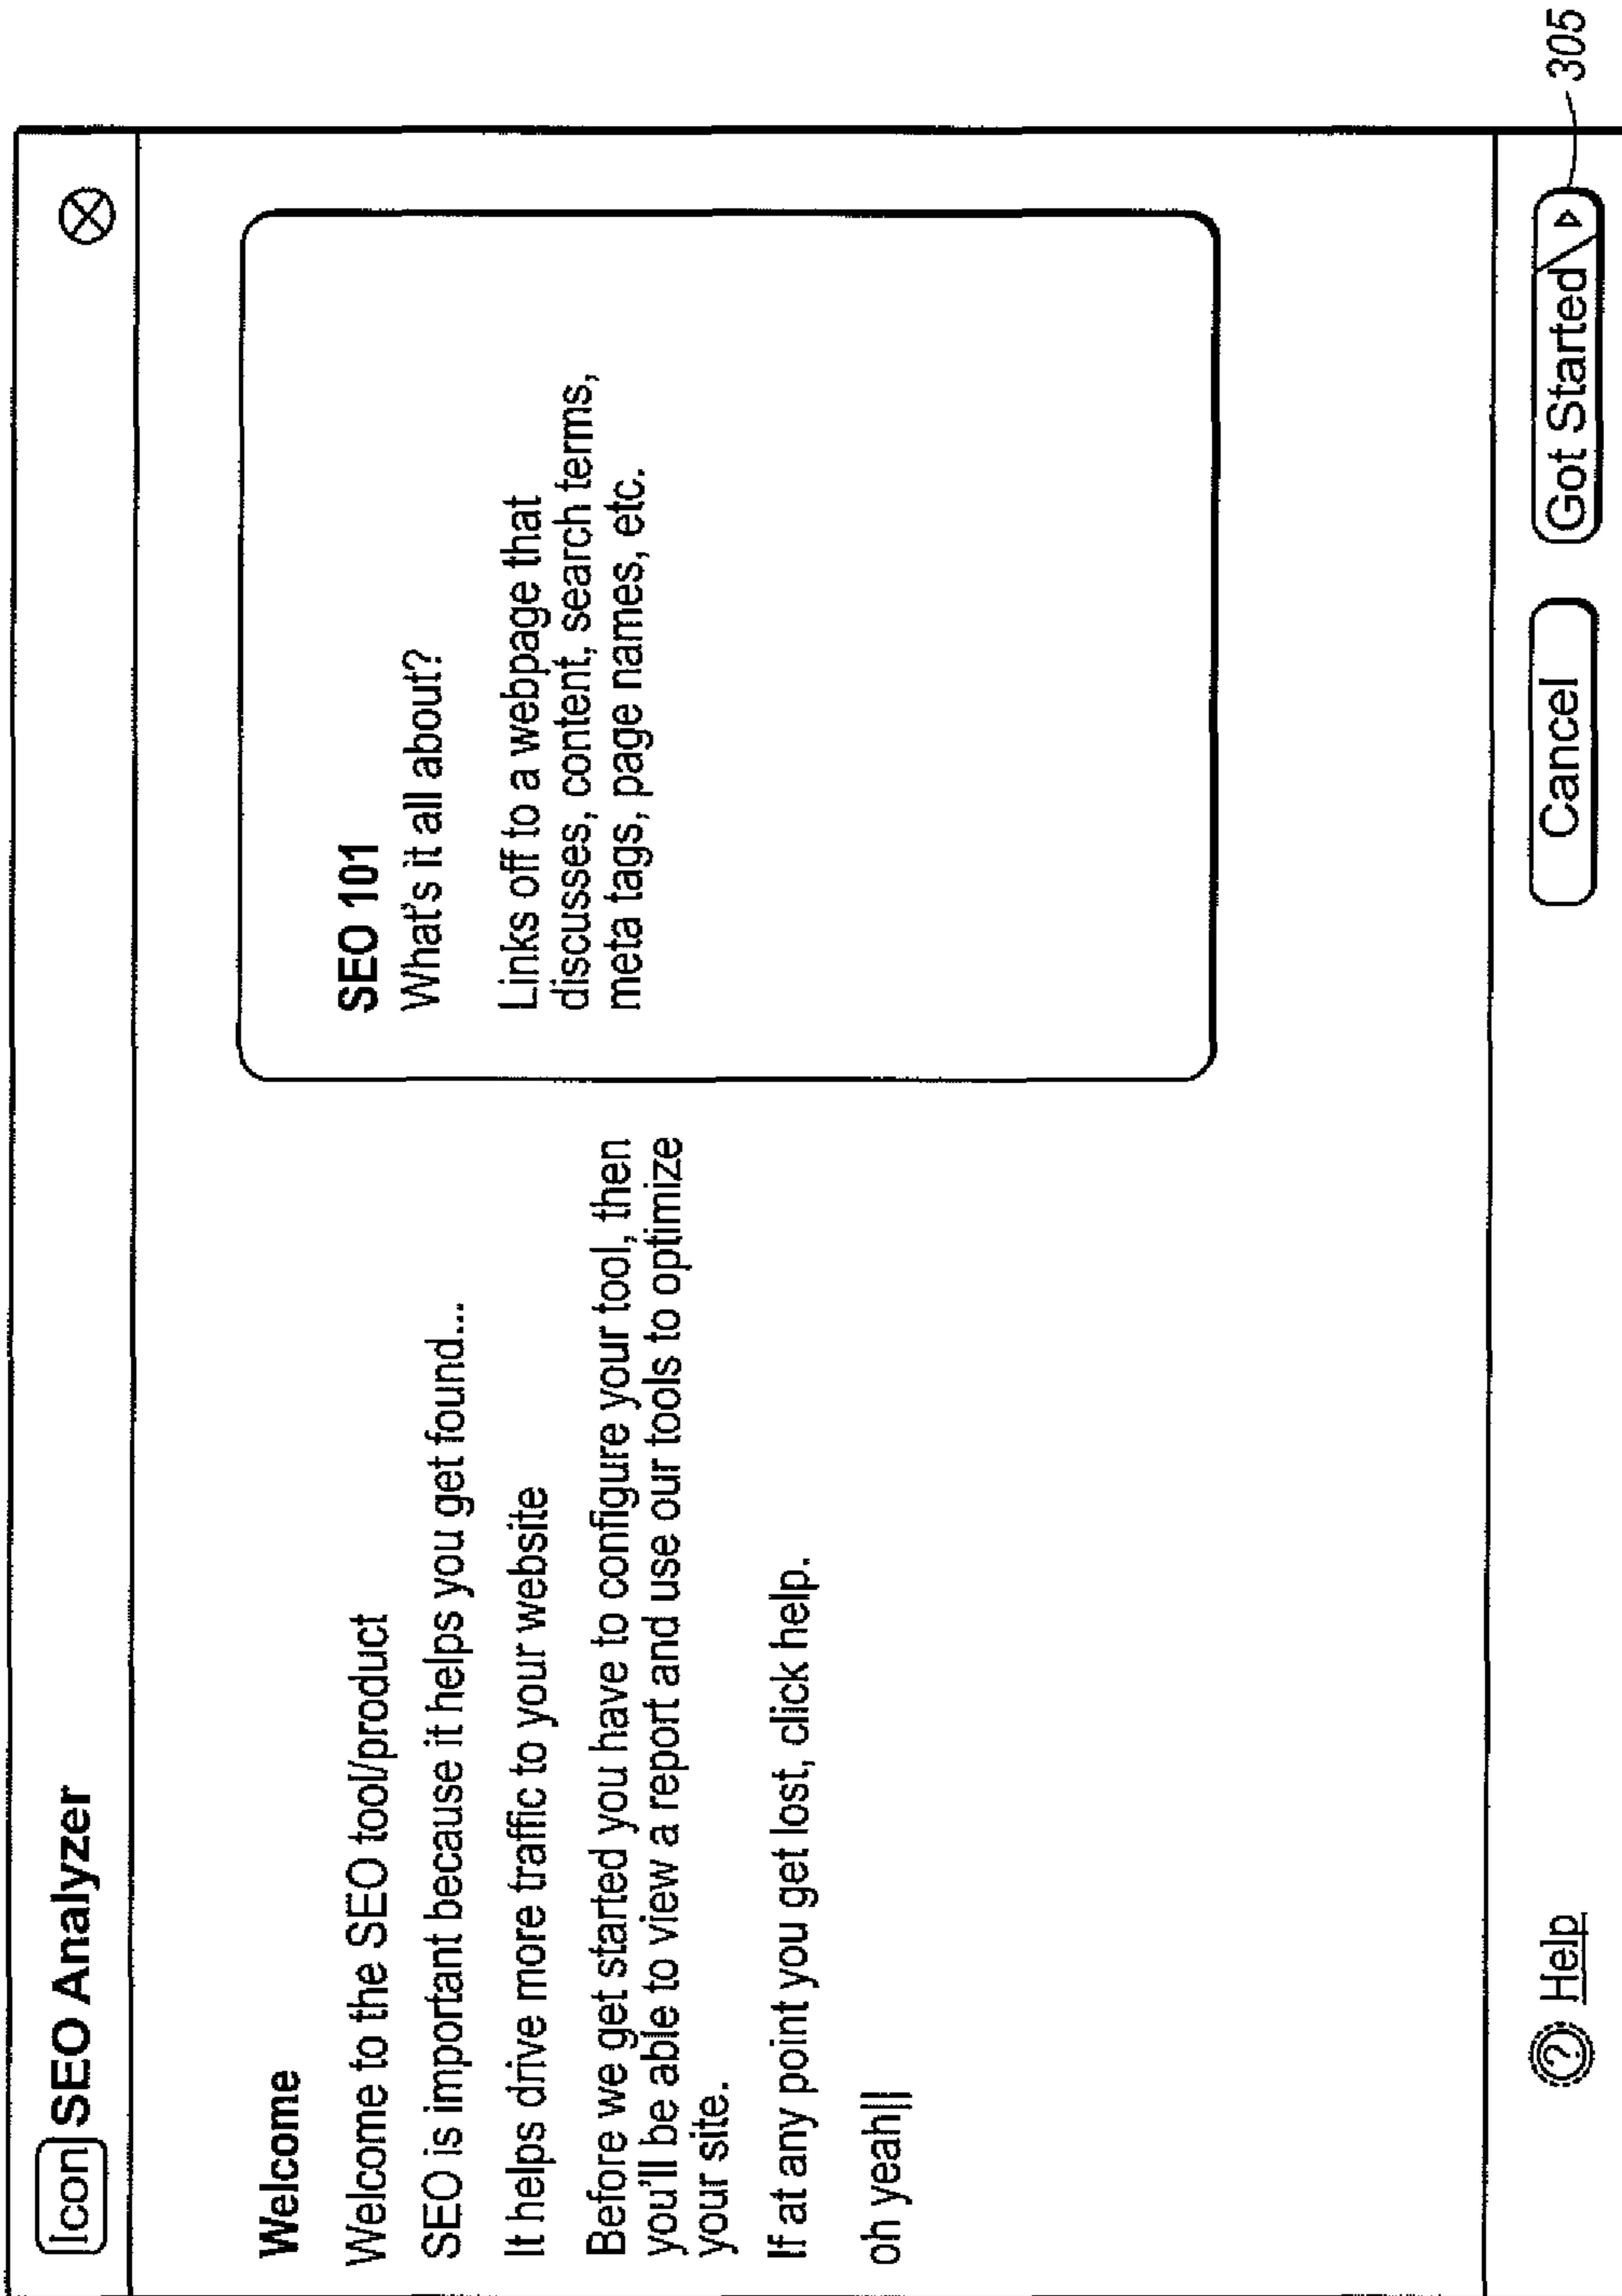 Icon SEO Analyzer
Welcome
Welcome to the SEO tool/product
SEO is important because it helps you get found...
It helps drive more traffic to your website
Before we get started you have to configure your tool, then
you'll be able to view a report and use our tools to optimize
your site.
If at any point you get lost, click help.
oh yeah||
SEO 101
What's it all about?
Links off to a webpage that
discusses, content, search terms,
meta tags, page names, etc.
? Help
Cancel
Got Started
305